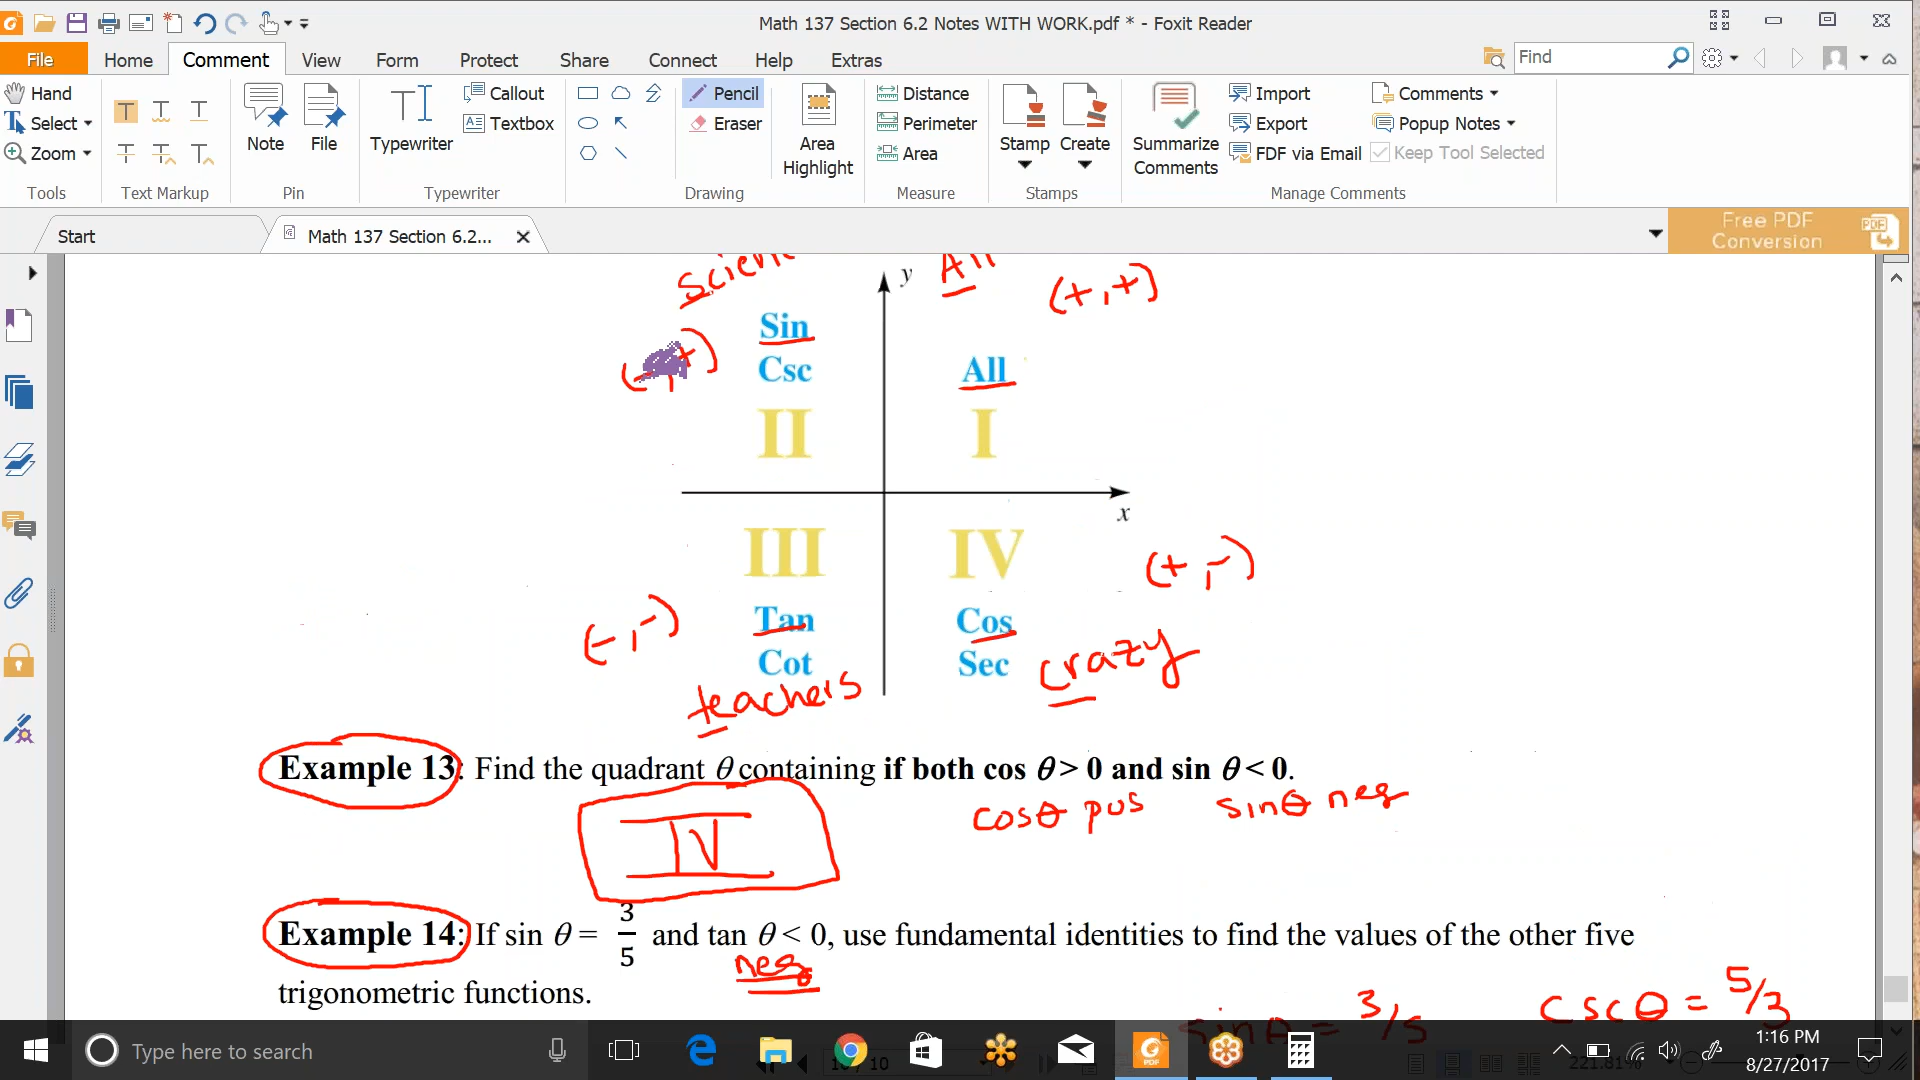 Math 137 Section 6.2 Notes WITH WORK.pdf * - Foxit Reader
File Home Comment View Form Protect Share Connect Help Extras
Find
Hand
Select
Zoom
Tools
Text Markup
Note
File
Pin
Typewriter
Callout
Textbox
Typewriter
Pencil
Eraser
Area
Highlight
Drawing
Distance
Perimeter
Area
Measure
Stamp
Create
Stamps
Summarize
Comments
Import
Export
FDF via Email
Comments
Popup Notes
Keep Tool Selected
Manage Comments
Start
Math 137 Section 6.2...
Free PDF
Conversion
All
(+,+)
y
Sin
Csc
(-,+)
All
II
I
x
III
IV
(+,-)
(-,-)
Tan
Cot
Cos
Sec
crazy
teachers
Example 13: Find the quadrant θ containing if both cos θ > 0 and sin θ < 0.
cosθ pos sinθ neg
IV
Example 14: If sin θ = 3/5 and tan θ < 0, use fundamental identities to find the values of the other five
neg
trigonometric functions.
sinθ = 3/5 cscθ = 5/3
Type here to search
1:16 PM
8/27/2017